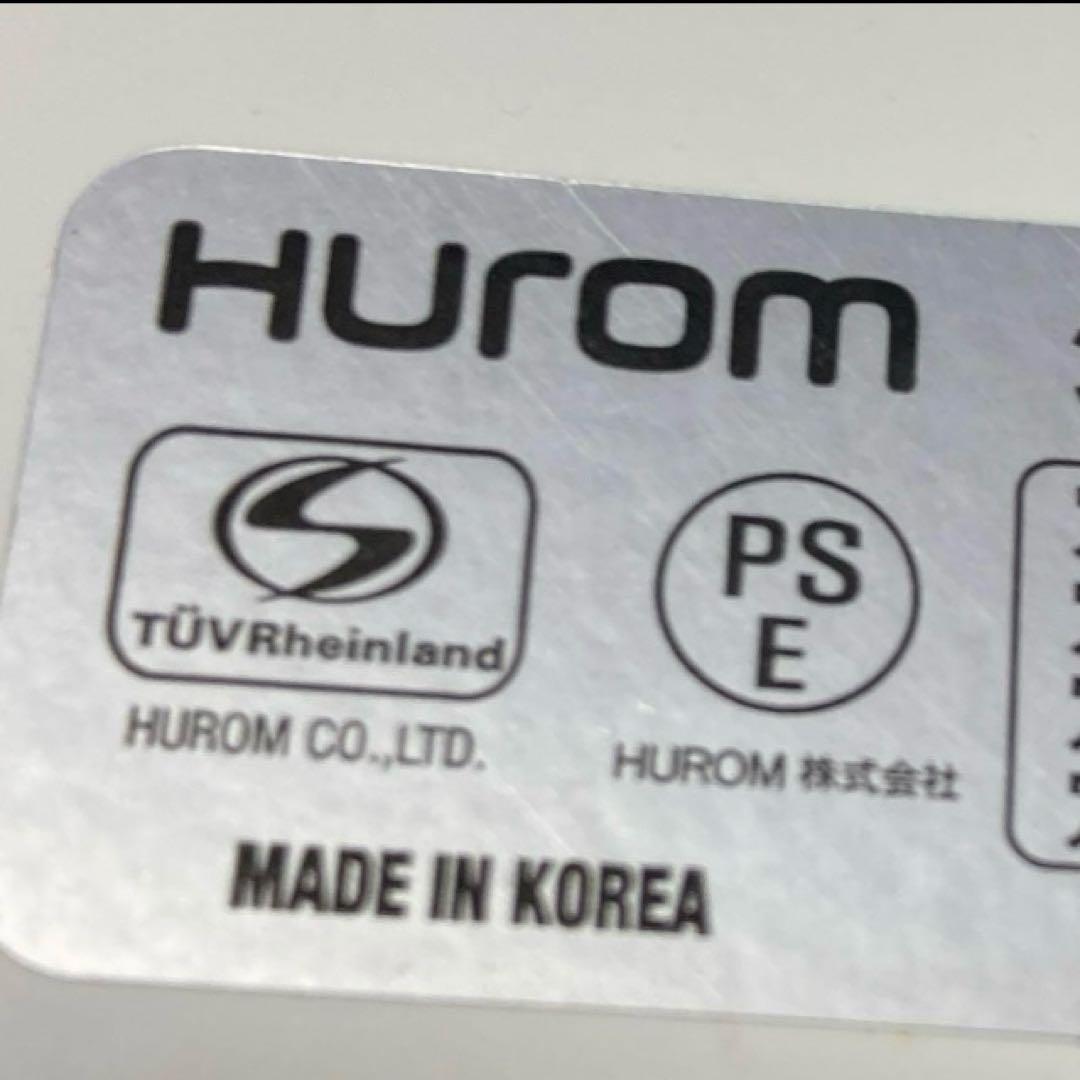 Hurom
TÜVRheinland
HUROM CO.,LTD.
PS
E
HUROM 株式会社
MADE IN KOREA